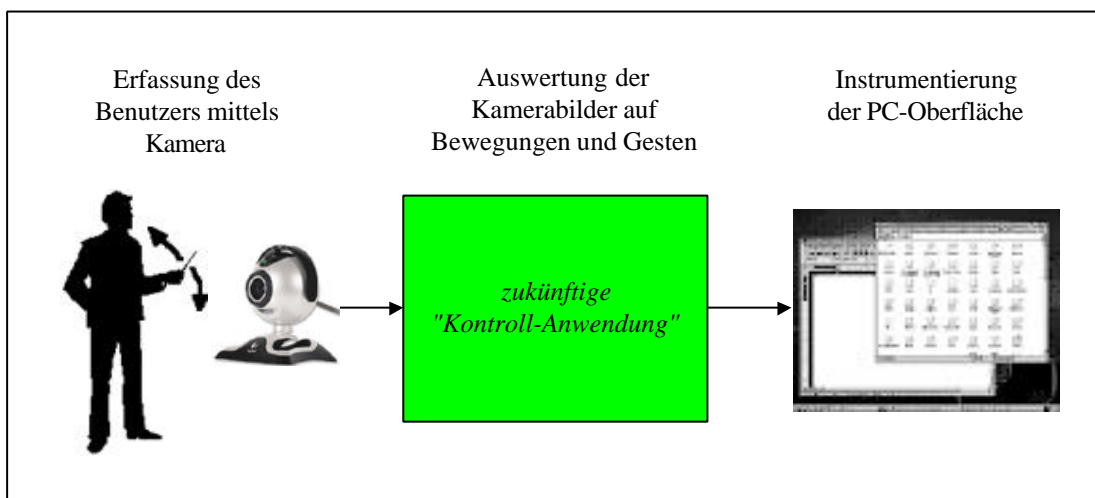 Erfassung des
Benutzers mittels
Kamera
Auswertung der
Kamerabilder auf
Bewegungen und Gesten
Instrumentierung
der PC-Oberfläche
zukünftige
"Kontroll-Anwendung"